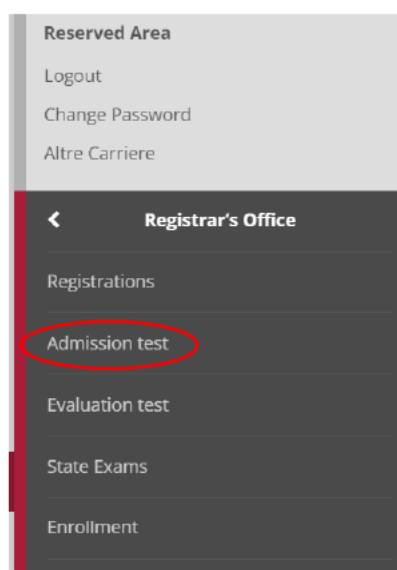 Reserved Area
Logout
Change Password
Altre Carriere
Registrar's Office
Registrations
Admission test
Evaluation test
State Exams
Enrollment